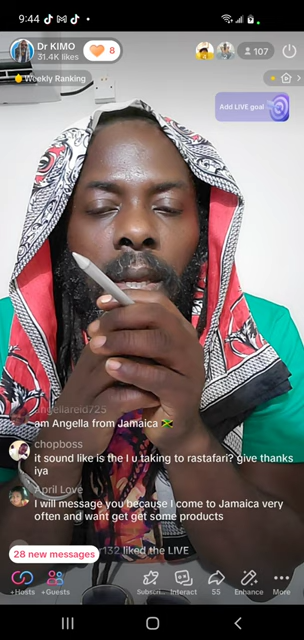 9:44
Dr KIMO
31.4K likes
8
107
Weekly Ranking
Add LIVE goal
angellareid725
am Angella from Jamaica 🇯🇲
chopboss
it sound like is the I u taking to rastafari? give thanks
iya
April Love
I will message you because I come to Jamaica very
often and want get get some products
28 new messages
132 liked the LIVE
+Hosts
+Guests
Subscri...
Interact
55
Enhance
More